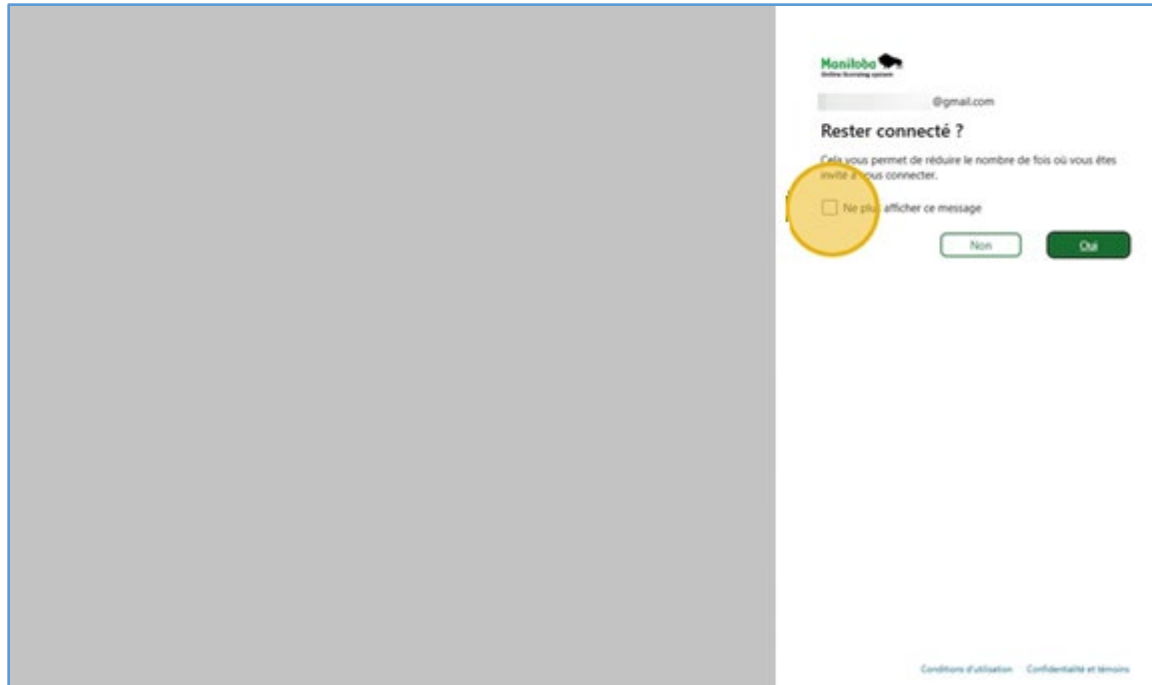 Manitoba
Online licensing system
@gmail.com
Rester connecté ?
Cela vous permet de réduire le nombre de fois où vous êtes
invité à vous connecter.
Ne plus afficher ce message
Non
Oui
Conditions d'utilisation Confidentialité et témoins